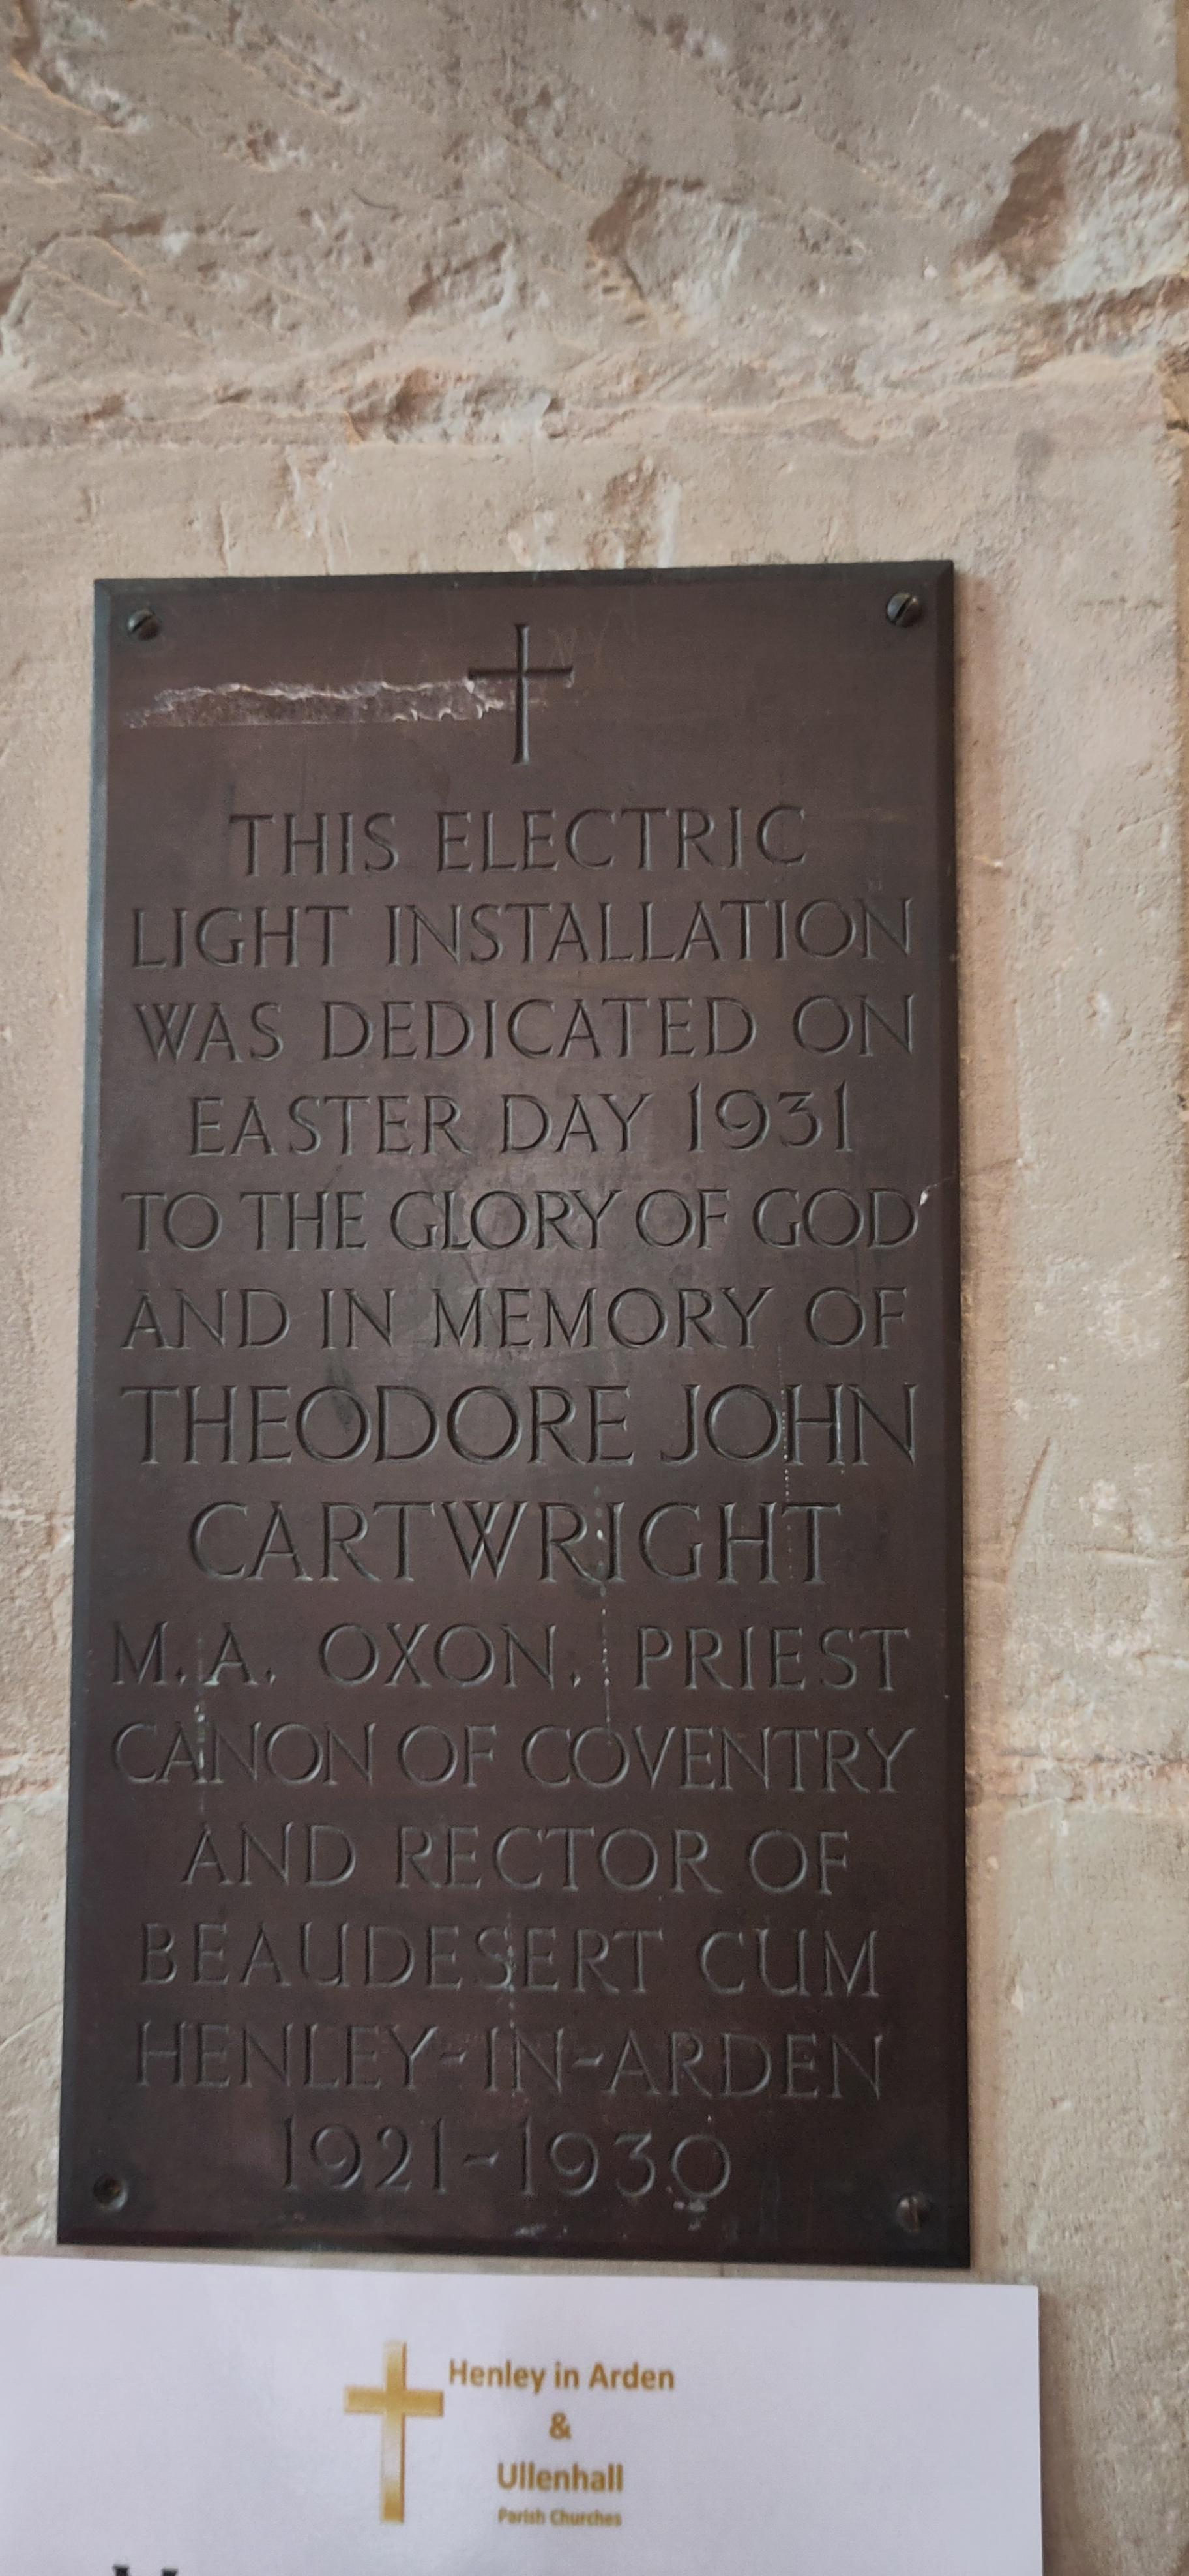 THIS ELECTRIC
LIGHT INSTALLATION
WAS DEDICATED ON
EASTER DAY 1931
TO THE GLORY OF GOD
AND IN MEMORY OF
THEODORE JOHN
CARTWRIGHT
M.A. OXON. PRIEST
CANON OF COVENTRY
AND RECTOR OF
BEAUDESERT CUM
HENLEY-IN-ARDEN
1921-1930
Henley in Arden
&
Ullenhall
Parish Churches